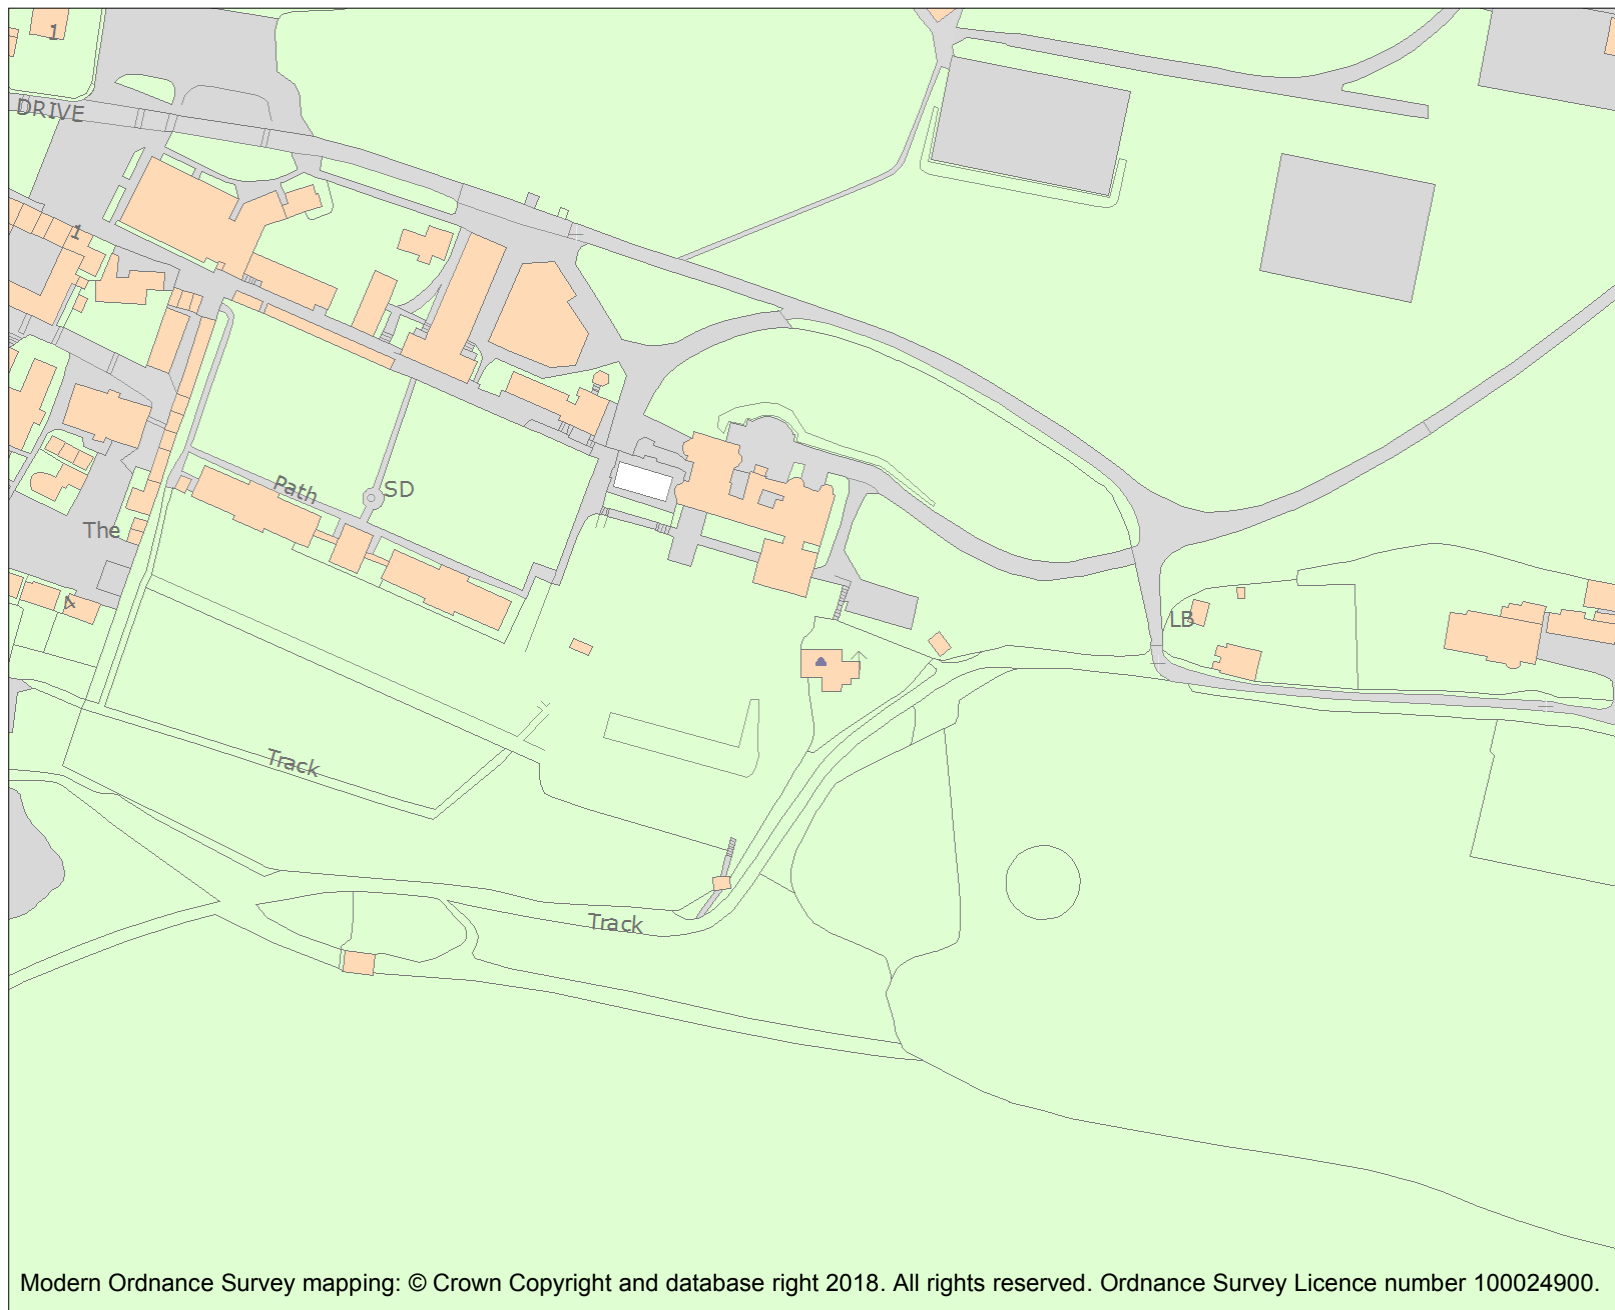 1
DRIVE
1
Path
SD
The
4
LB
Track
Track
Modern Ordnance Survey mapping: © Crown Copyright and database right 2018. All rights reserved. Ordnance Survey Licence number 100024900.